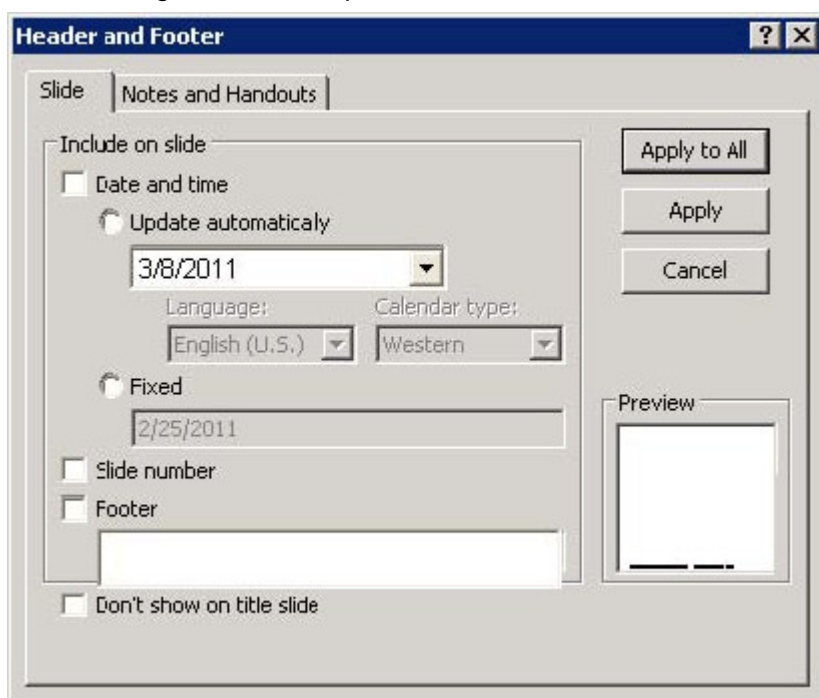 Header and Footer
Slide
Notes and Handouts
Include on slide
Date and time
Update automaticaly
3/8/2011
Language:
Calendar type:
English (U.S.)
Western
Fixed
2/25/2011
Slide number
Footer
Don't show on title slide
Apply to All
Apply
Cancel
Preview